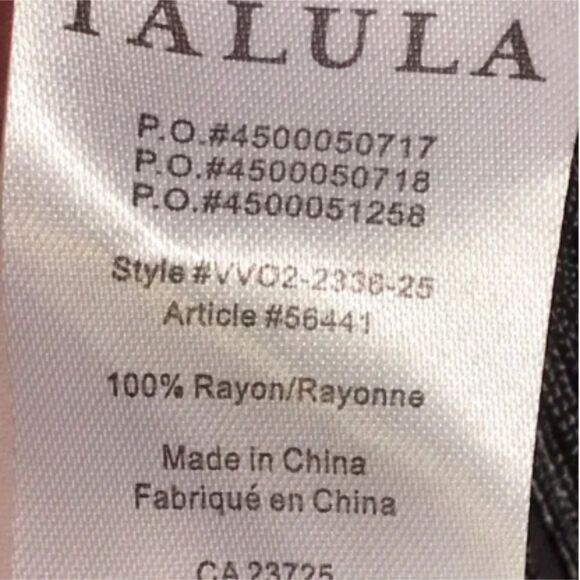 TALULA
P.O.#4500050717
P.O.#4500050718
P.O.#4500051258
Style #VVO2-2336-25
Article #56441
100% Rayon/Rayonne
Made in China
Fabriqué en China
CA 23725